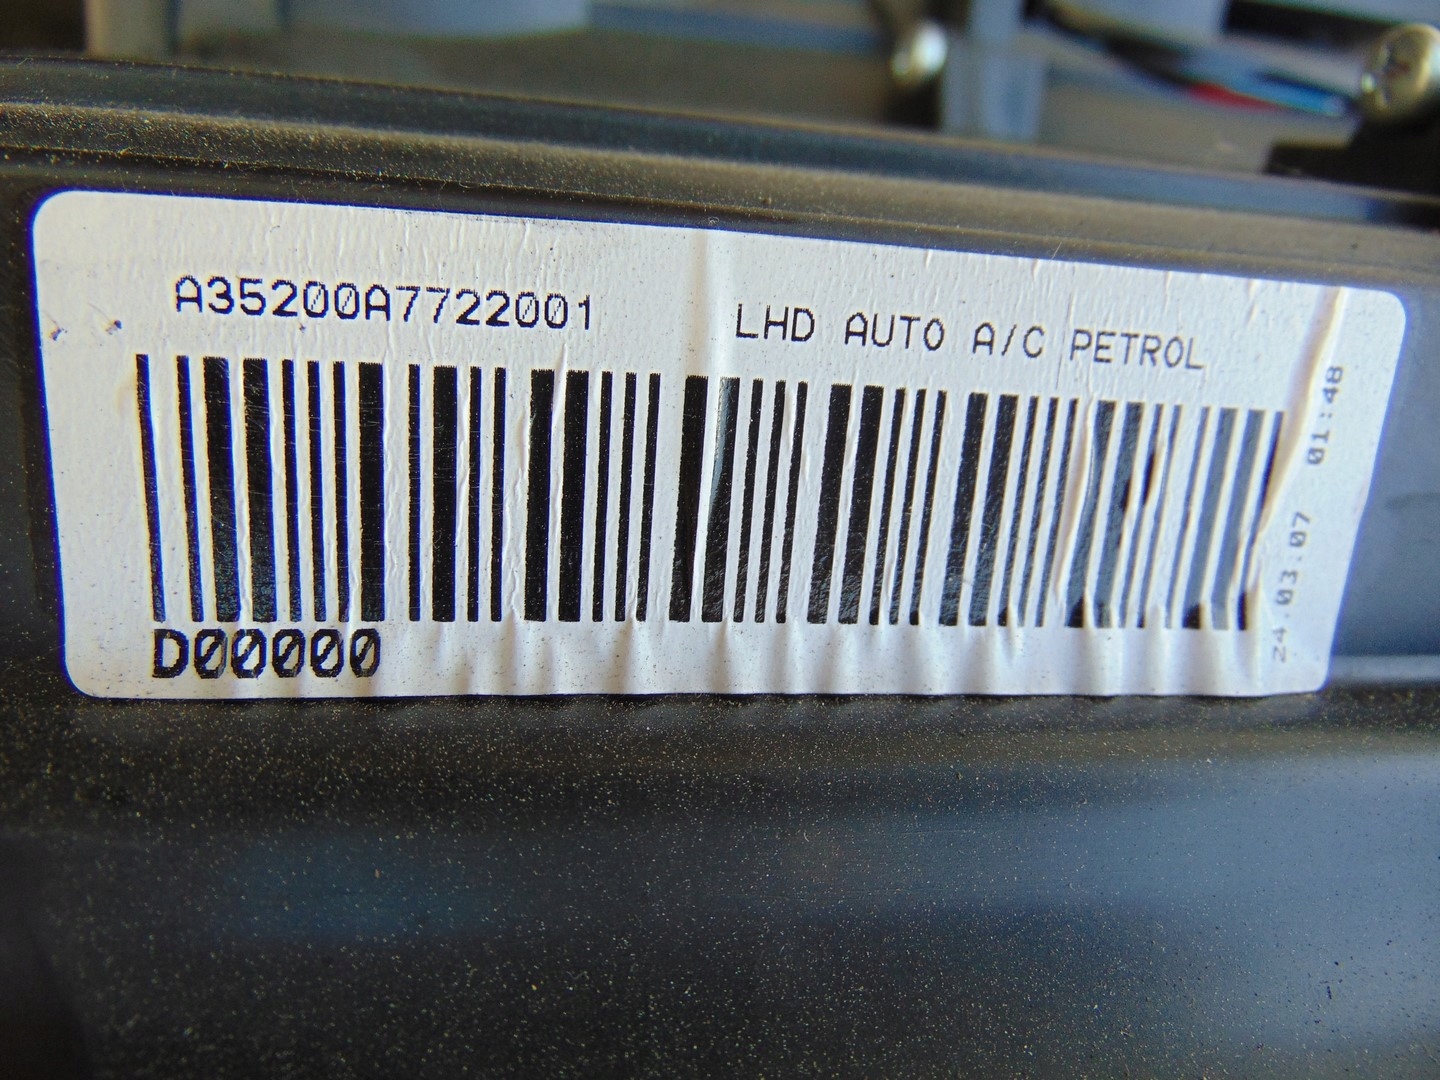 A35200A7722001
LHD AUTO A/C PETROL
D00000
24.03.07 01:48